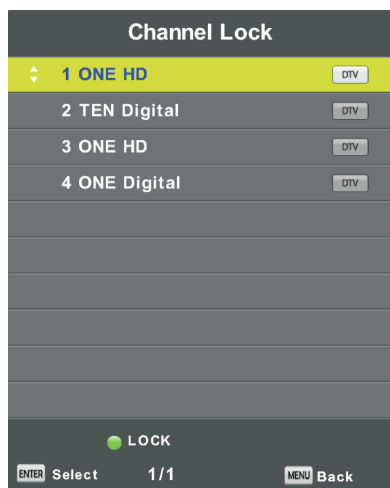 Channel Lock
1 ONE HD DTV
2 TEN Digital DTV
3 ONE HD DTV
4 ONE Digital DTV
LOCK
ENTER Select 1/1 MENU Back